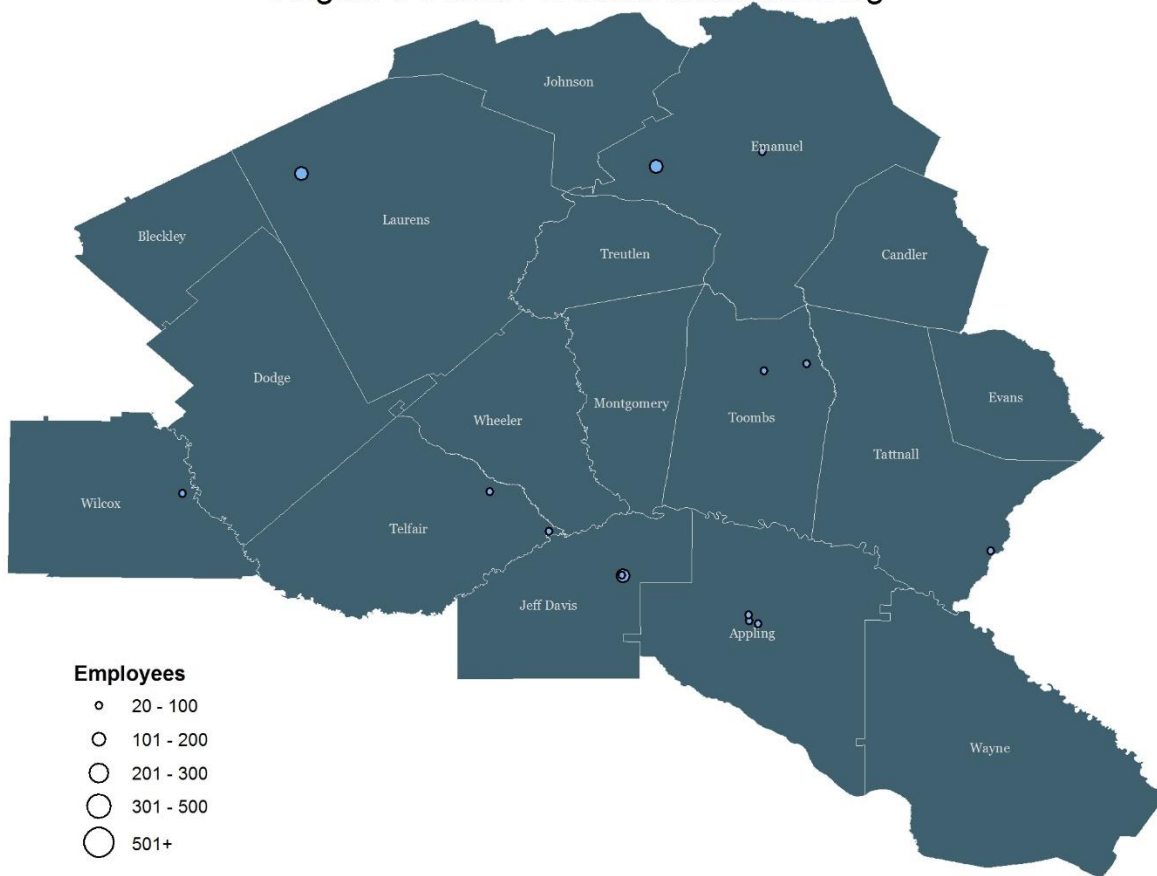 Johnson
Emanuel
Laurens
Bleckley
Treutlen
Candler
Dodge
Evans
Montgomery
Wheeler
Toombs
Tattnall
Wilcox
Telfair
Jeff Davis
Appling
Wayne
Employees
20 - 100
101 - 200
201 - 300
301 - 500
501+